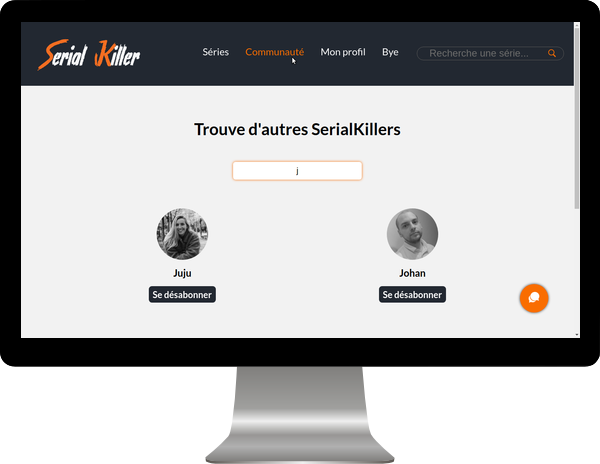 Serial Killer
Séries
Communauté
Mon profil
Bye
Recherche une série...
Trouve d'autres SerialKillers
j
Juju
Johan
Se désabonner
Se désabonner